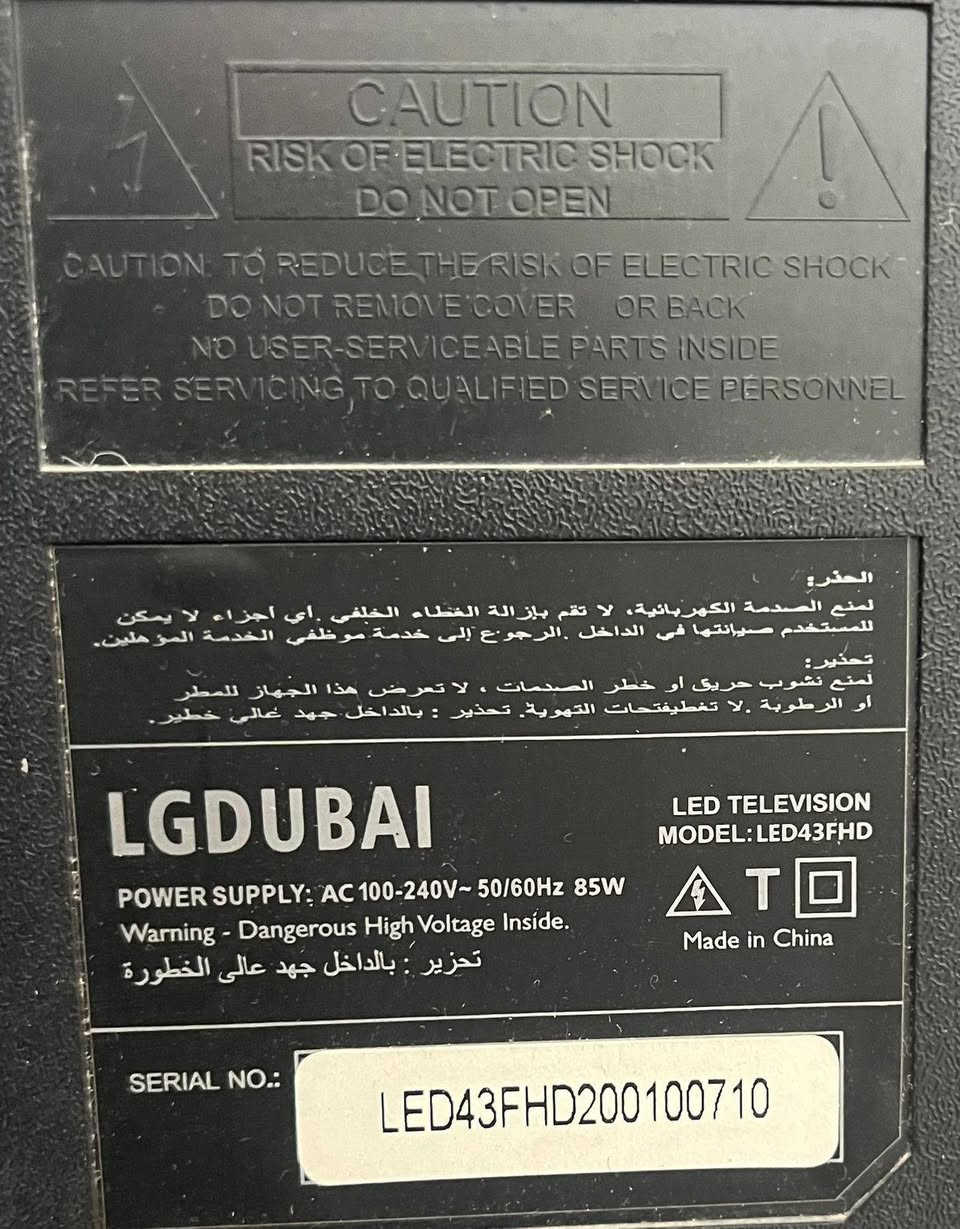 CAUTION
RISK OF ELECTRIC SHOCK
DO NOT OPEN
CAUTION: TO REDUCE THE RISK OF ELECTRIC SHOCK
DO NOT REMOVE COVER OR BACK
NO USER-SERVICEABLE PARTS INSIDE
REFER SERVICING TO QUALIFIED SERVICE PERSONNEL
الحذر:
لمنع الصدمة الكهربائية، لا تقم بإزالة الغطاء الخلفي .أي أجزاء لا يمكن
للمستخدم صيانتها في الداخل .الرجوع إلى خدمة موظفي الخدمة المؤهلين.
تحذير:
لمنع نشوب حريق أو خطر الصدمات ، لا تعرض هذا الجهاز للمطر
أو الرطوبة .لا تغطيفتحات التهوية. تحذير : بالداخل جهد عالي خطير.
LGDUBAI
LED TELEVISION
MODEL: LED43FHD
POWER SUPPLY: AC 100-240V~ 50/60Hz 85W
Warning - Dangerous High Voltage Inside.
تحزير : بالداخل جهد عالى الخطورة
T
Made in China
SERIAL NO.:
LED43FHD200100710